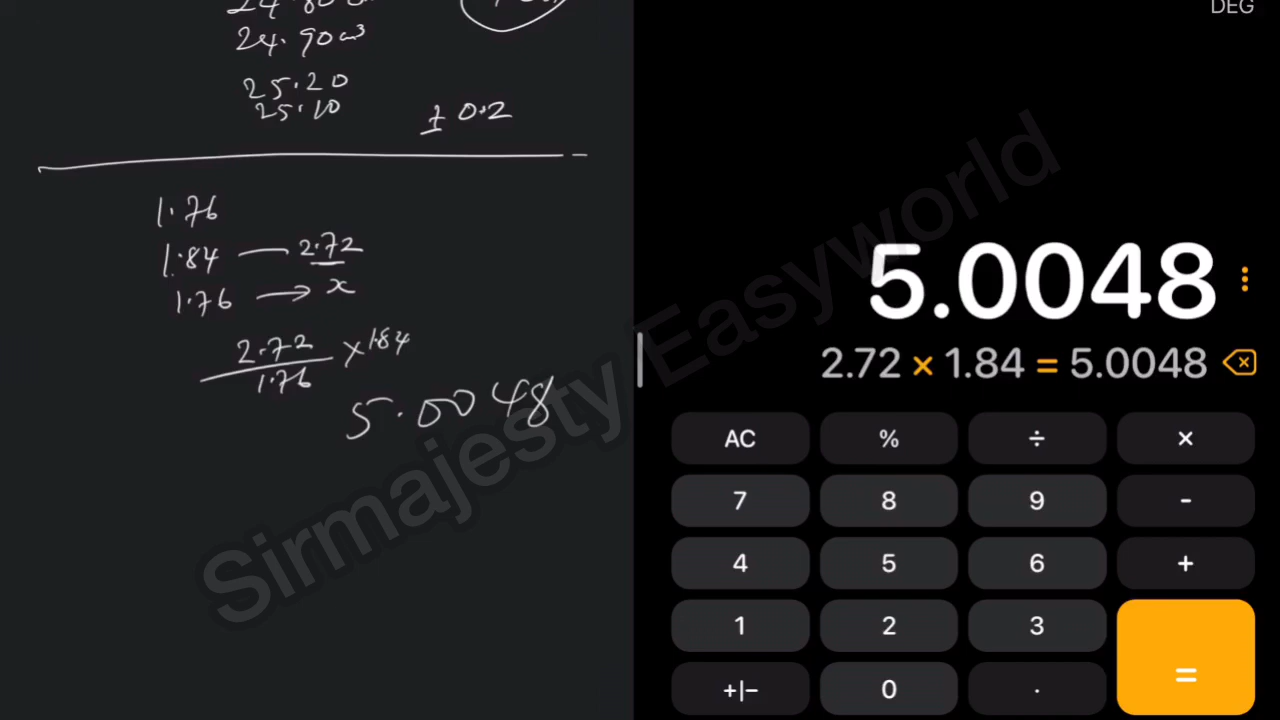 24.90cm³
25.20
25.10
± 0.2
1.76
1.84 — 2.72
1.76 → x
2.72 × 1.84
1.76
5.0048
DEG
5.0048
2.72 × 1.84 = 5.0048
AC % ÷ ×
7 8 9 -
4 5 6 +
1 2 3
+|− 0 . =
Sirmajesty Easyworld